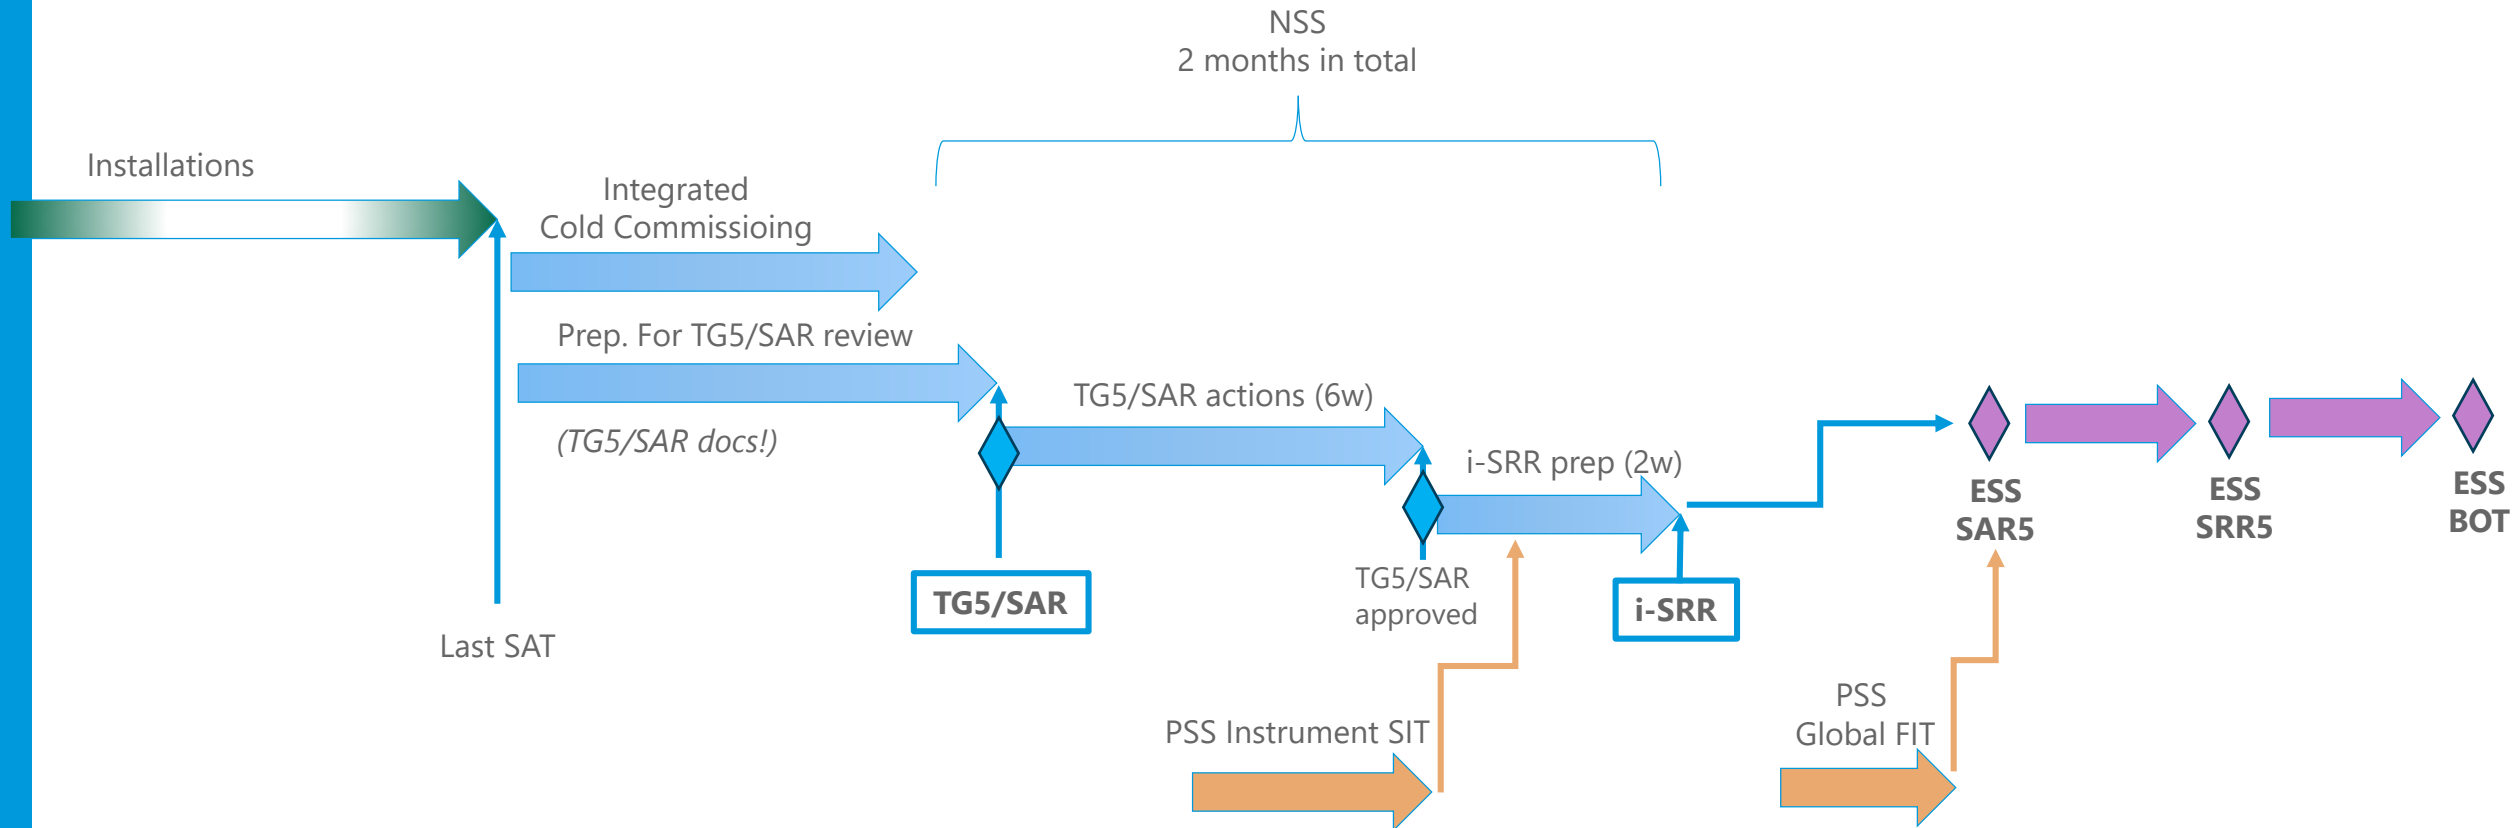 NSS
2 months in total
Installations
Integrated
Cold Commissioing
Prep. For TG5/SAR review
(TG5/SAR docs!)
TG5/SAR actions (6w)
i-SRR prep (2w)
TG5/SAR
TG5/SAR
approved
i-SRR
Last SAT
PSS Instrument SIT
PSS
Global FIT
ESS
SAR5
ESS
SRR5
ESS
BOT